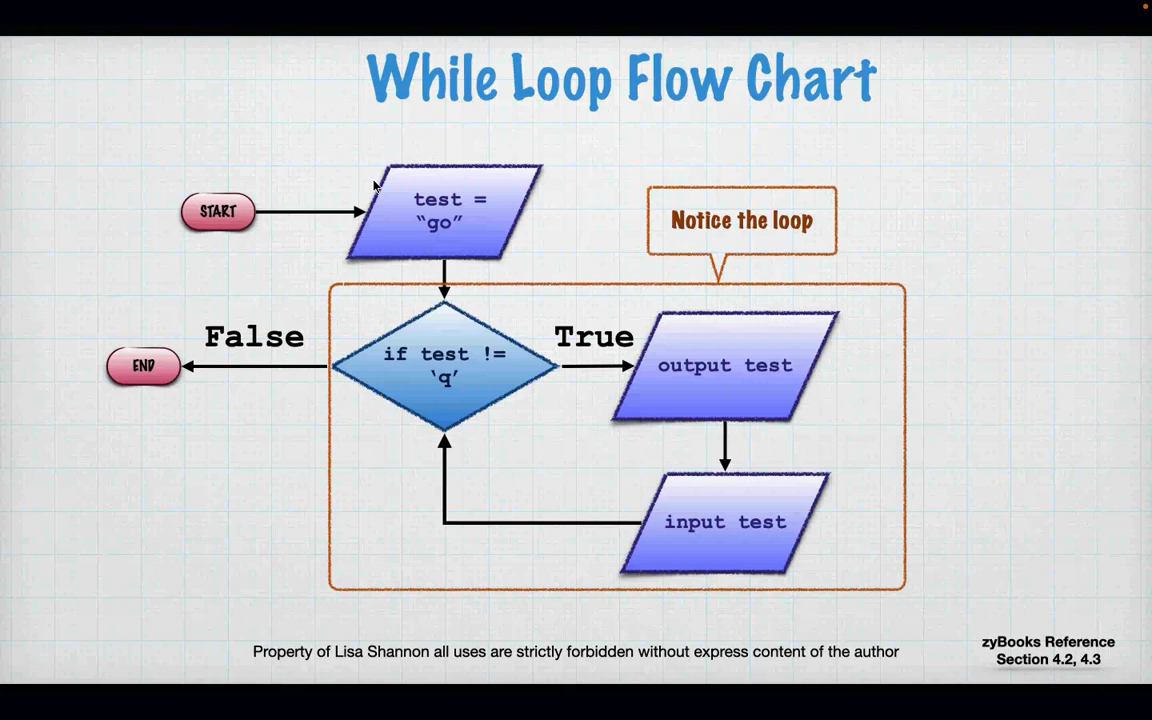 While Loop Flow Chart
START
test =
“go”
Notice the loop
False
True
END
if test !=
‘q’
output test
input test
Property of Lisa Shannon all uses are strictly forbidden without express content of the author
zyBooks Reference
Section 4.2, 4.3